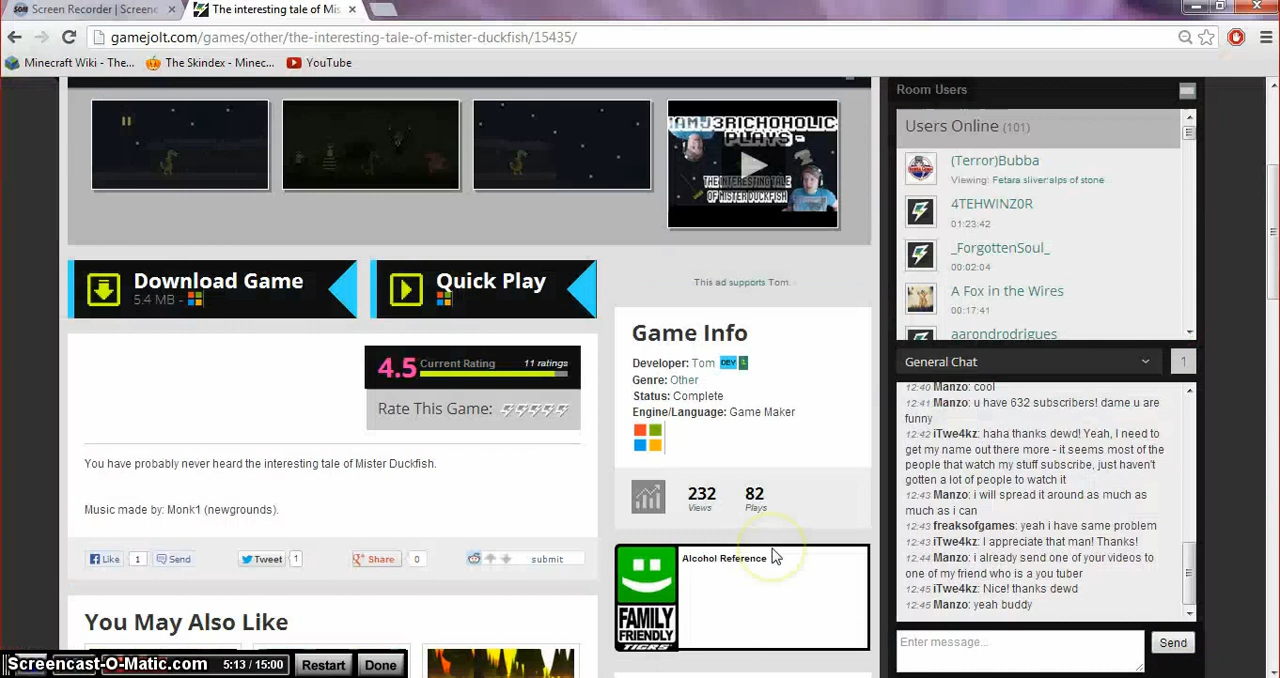 Screen Recorder | Screenc
The interesting tale of Mis
gamejolt.com/games/other/the-interesting-tale-of-mister-duckfish/15435/
Minecraft Wiki - The...
The Skindex - Minec...
YouTube
IAMJ3RICHOHOLIC
PLAYS -
THE INTERESTING TALE
OF MISTER DUCKFISH
Download Game
5.4 MB -
Quick Play
This ad supports Tom.
4.5 Current Rating 11 ratings
Rate This Game:
You have probably never heard the interesting tale of Mister Duckfish.
Music made by: Monk1 (newgrounds).
Like 1 Send Tweet 1 Share 0 submit
You May Also Like
Game Info
Developer: Tom DEV
Genre: Other
Status: Complete
Engine/Language: Game Maker
232 82
Views Plays
Alcohol Reference
FAMILY
FRIENDLY
TIGRS
Room Users
Users Online (101)
(Terror)Bubba
Viewing: Fetara sliver:alps of stone
4TEHWINZ0R
01:23:42
_ForgottenSoul_
00:02:04
A Fox in the Wires
00:17:41
aarondrodrigues
General Chat 1
12:40 Manzo: cool
12:41 Manzo: u have 632 subscribers! dame u are
funny
12:42 iTwe4kz: haha thanks dewd! Yeah, I need to
get my name out there more - it seems most of the
people that watch my stuff subscribe, just haven't
gotten a lot of people to watch it
12:43 Manzo: i will spread it around as much as
much as i can
12:43 freaksofgames: yeah i have same problem
12:43 iTwe4kz: I appreciate that man! Thanks!
12:44 Manzo: i already send one of your videos to
one of my friend who is a you tuber
12:45 iTwe4kz: Nice! thanks dewd
12:45 Manzo: yeah buddy
Enter message...
Send
Screencast-O-Matic.com 5:13 / 15:00 Restart Done